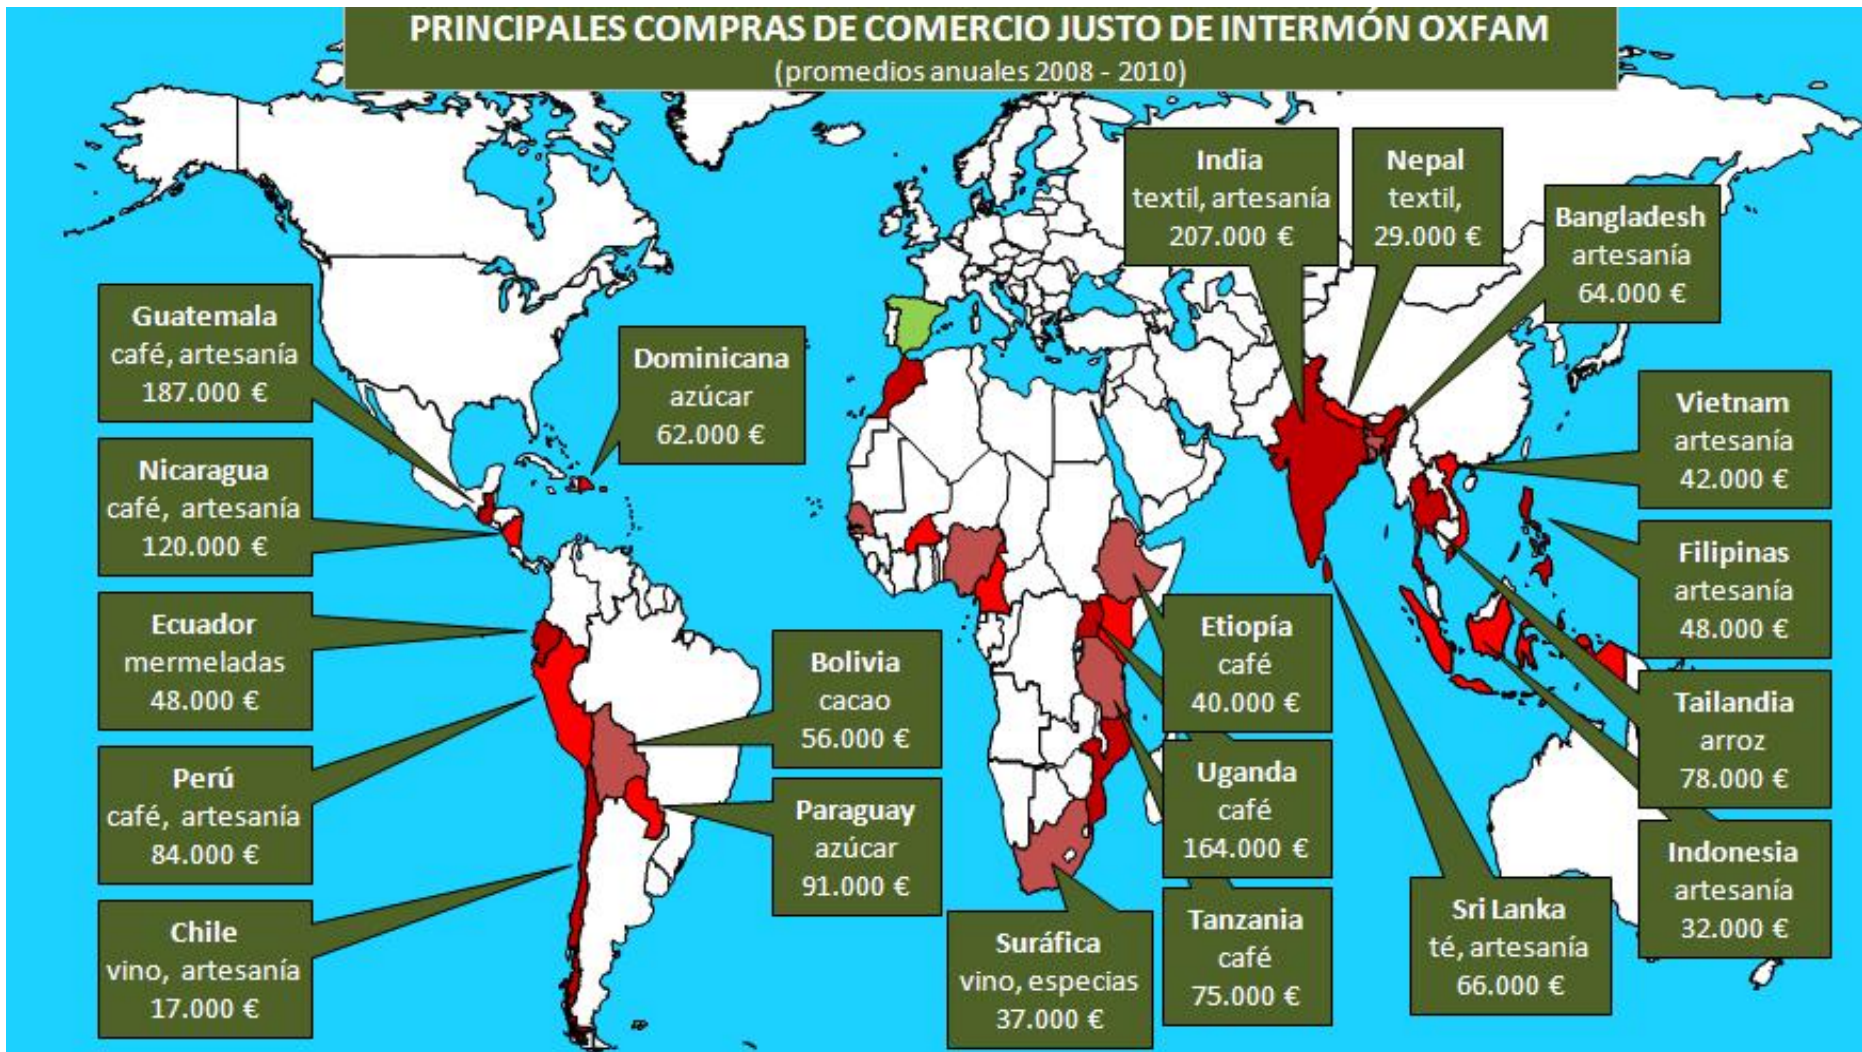 PRINCIPALES COMPRAS DE COMERCIO JUSTO DE INTERMÓN OXFAM
(promedios anuales 2008 - 2010)
India
textil, artesanía
207.000 €
Nepal
textil,
29.000 €
Bangladesh
artesanía
64.000 €
Guatemala
café, artesanía
187.000 €
Dominicana
azúcar
62.000 €
Nicaragua
café, artesanía
120.000 €
Ecuador
mermeladas
48.000 €
Perú
café, artesanía
84.000 €
Chile
vino, artesanía
17.000 €
Bolivia
cacao
56.000 €
Paraguay
azúcar
91.000 €
Etiopía
café
40.000 €
Uganda
café
164.000 €
Tanzania
café
75.000 €
Suráfica
vino, especias
37.000 €
Sri Lanka
té, artesanía
66.000 €
Vietnam
artesanía
42.000 €
Filipinas
artesanía
48.000 €
Tailandia
arroz
78.000 €
Indonesia
artesanía
32.000 €